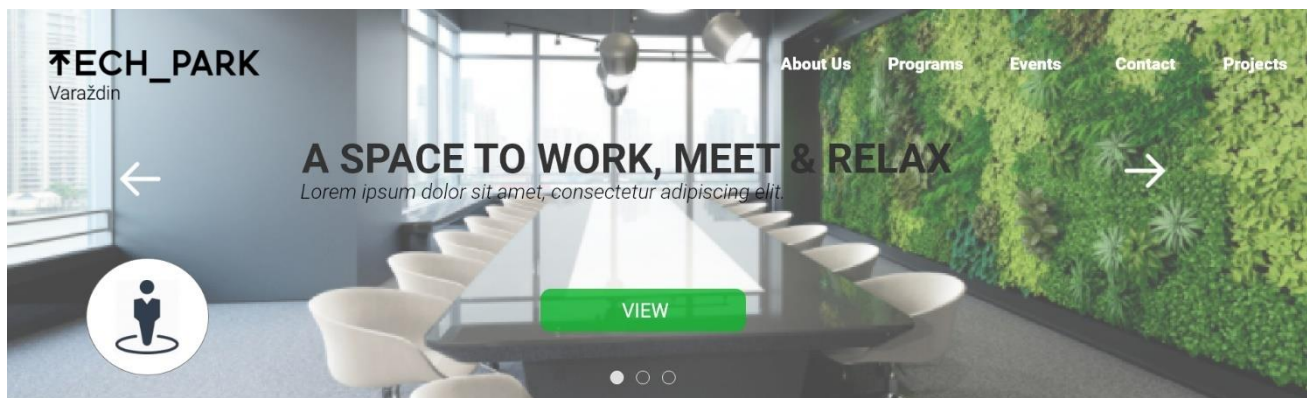 TECH_PARK
Varaždin
About Us Programs Events Contact Projects
A SPACE TO WORK, MEET & RELAX
Lorem ipsum dolor sit amet, consectetur adipiscing elit.
VIEW